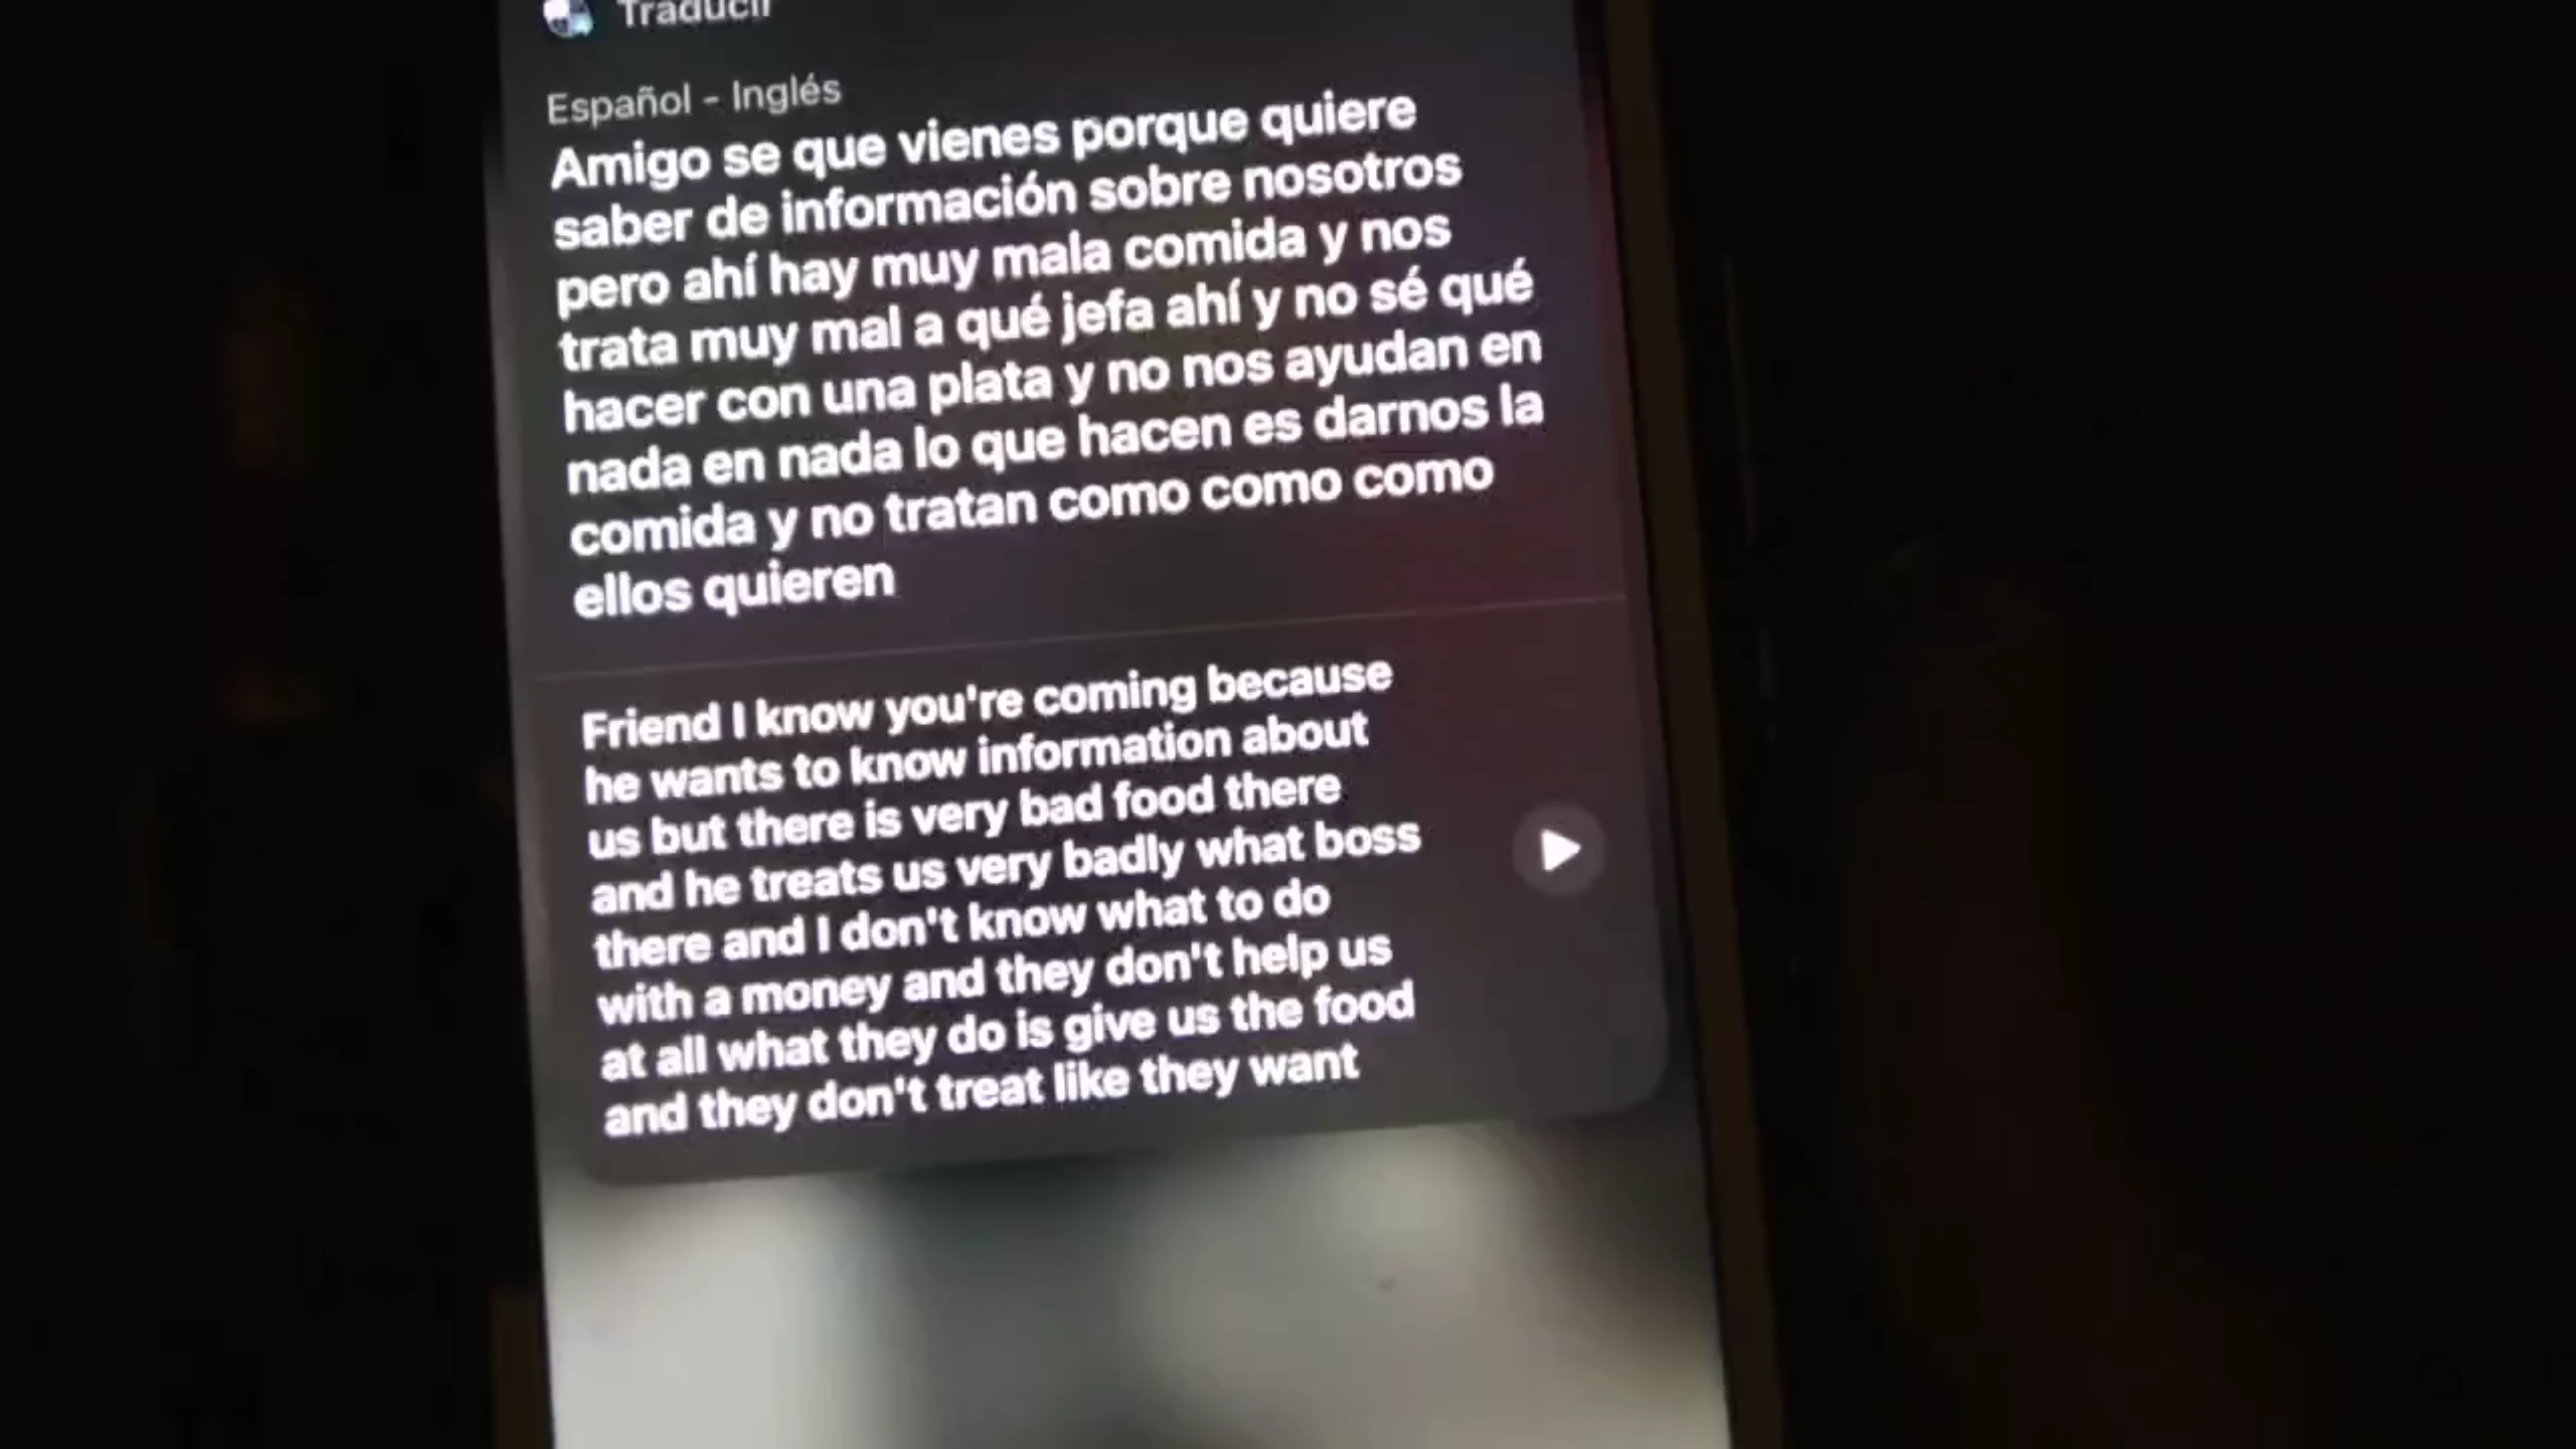 Traducir
Español - Inglés
Amigo se que vienes porque quiere
saber de información sobre nosotros
pero ahí hay muy mala comida y nos
trata muy mal a qué jefa ahí y no sé qué
hacer con una plata y no nos ayudan en
nada en nada lo que hacen es darnos la
comida y no tratan como como como
ellos quieren
Friend I know you're coming because
he wants to know information about
us but there is very bad food there
and he treats us very badly what boss
there and I don't know what to do
with a money and they don't help us
at all what they do is give us the food
and they don't treat like they want